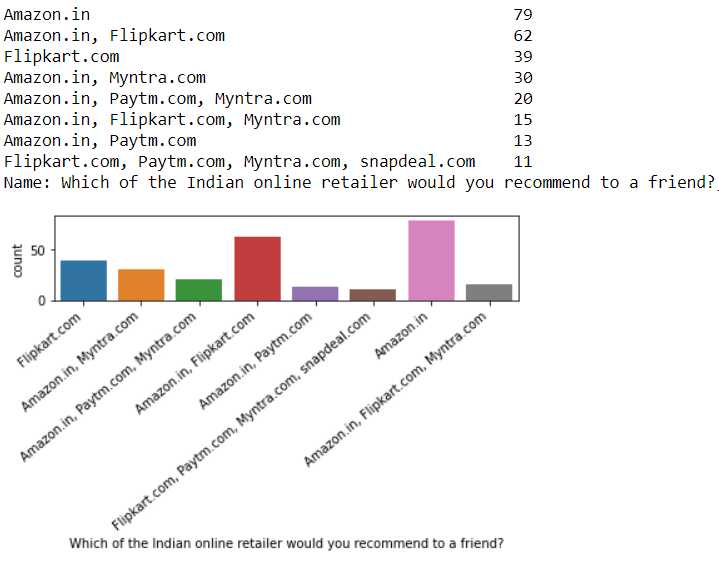 Amazon.in 79
Amazon.in, Flipkart.com 62
Flipkart.com 39
Amazon.in, Myntra.com 30
Amazon.in, Paytm.com, Myntra.com 20
Amazon.in, Flipkart.com, Myntra.com 15
Amazon.in, Paytm.com 13
Flipkart.com, Paytm.com, Myntra.com, snapdeal.com 11
Name: Which of the Indian online retailer would you recommend to a friend?,
50
0
count
Flipkart.com
Amazon.in, Myntra.com
Amazon.in, Paytm.com, Myntra.com
Amazon.in, Flipkart.com
Amazon.in, Paytm.com
Flipkart.com, Paytm.com, Myntra.com, snapdeal.com
Amazon.in
Amazon.in, Flipkart.com, Myntra.com
Which of the Indian online retailer would you recommend to a friend?